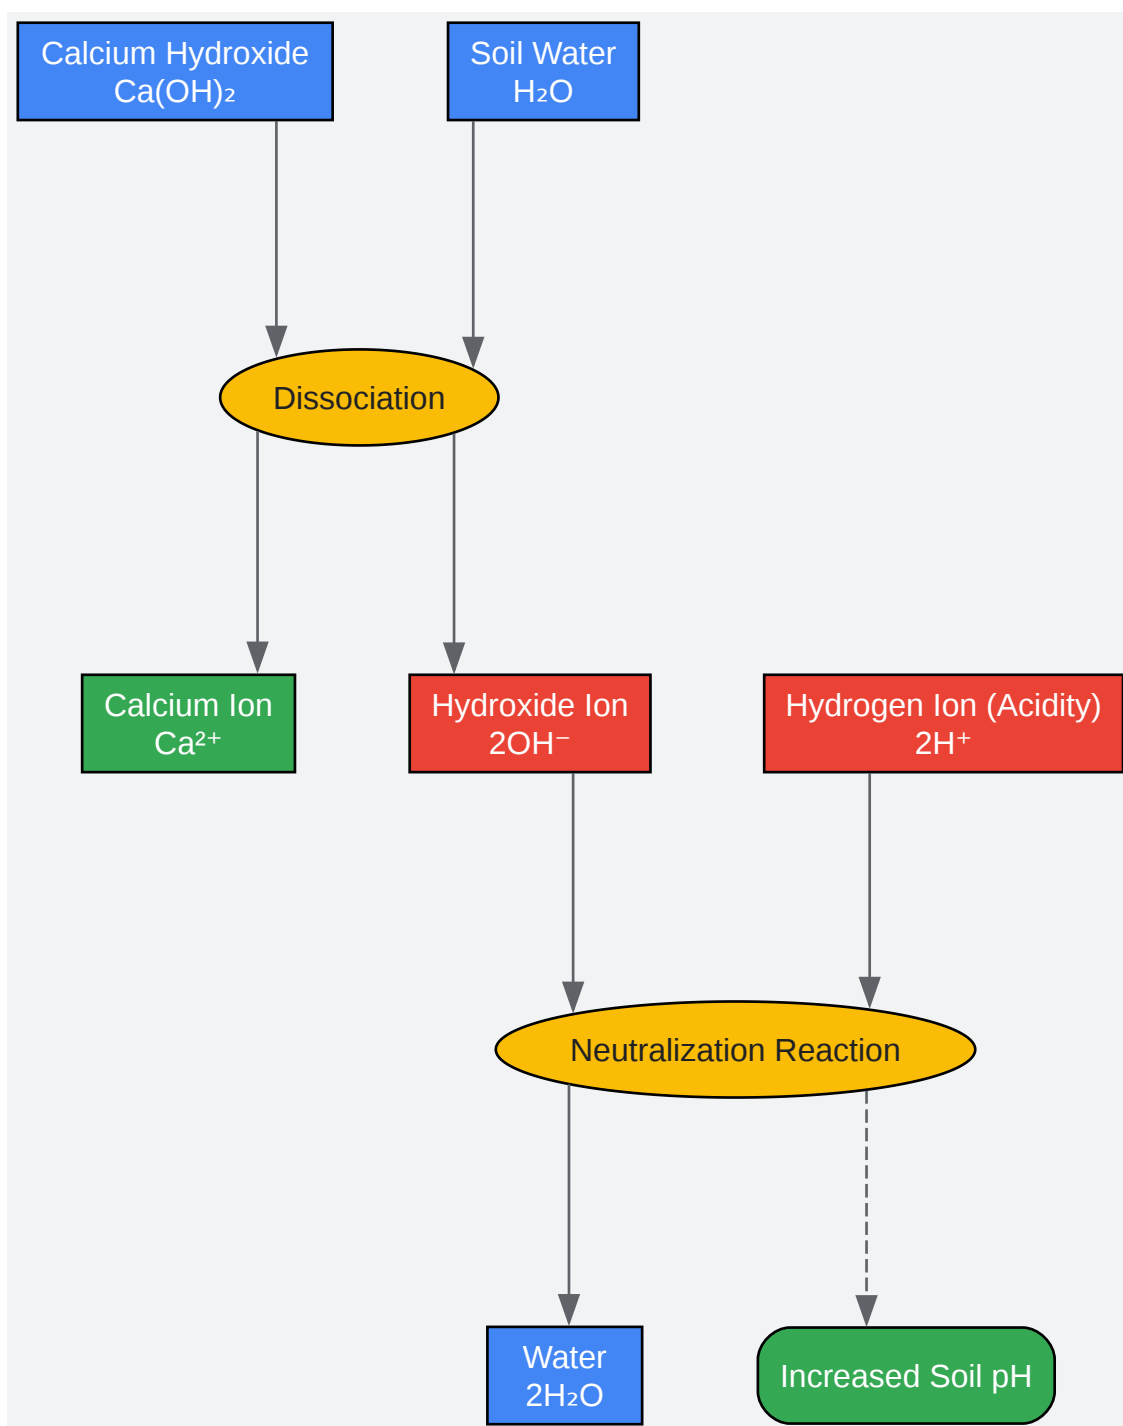 Calcium Hydroxide
Ca(OH)₂
Soil Water
H₂O
Dissociation
Calcium Ion
Ca²⁺
Hydroxide Ion
2OH⁻
Hydrogen Ion (Acidity)
2H⁺
Neutralization Reaction
Water
2H₂O
Increased Soil pH